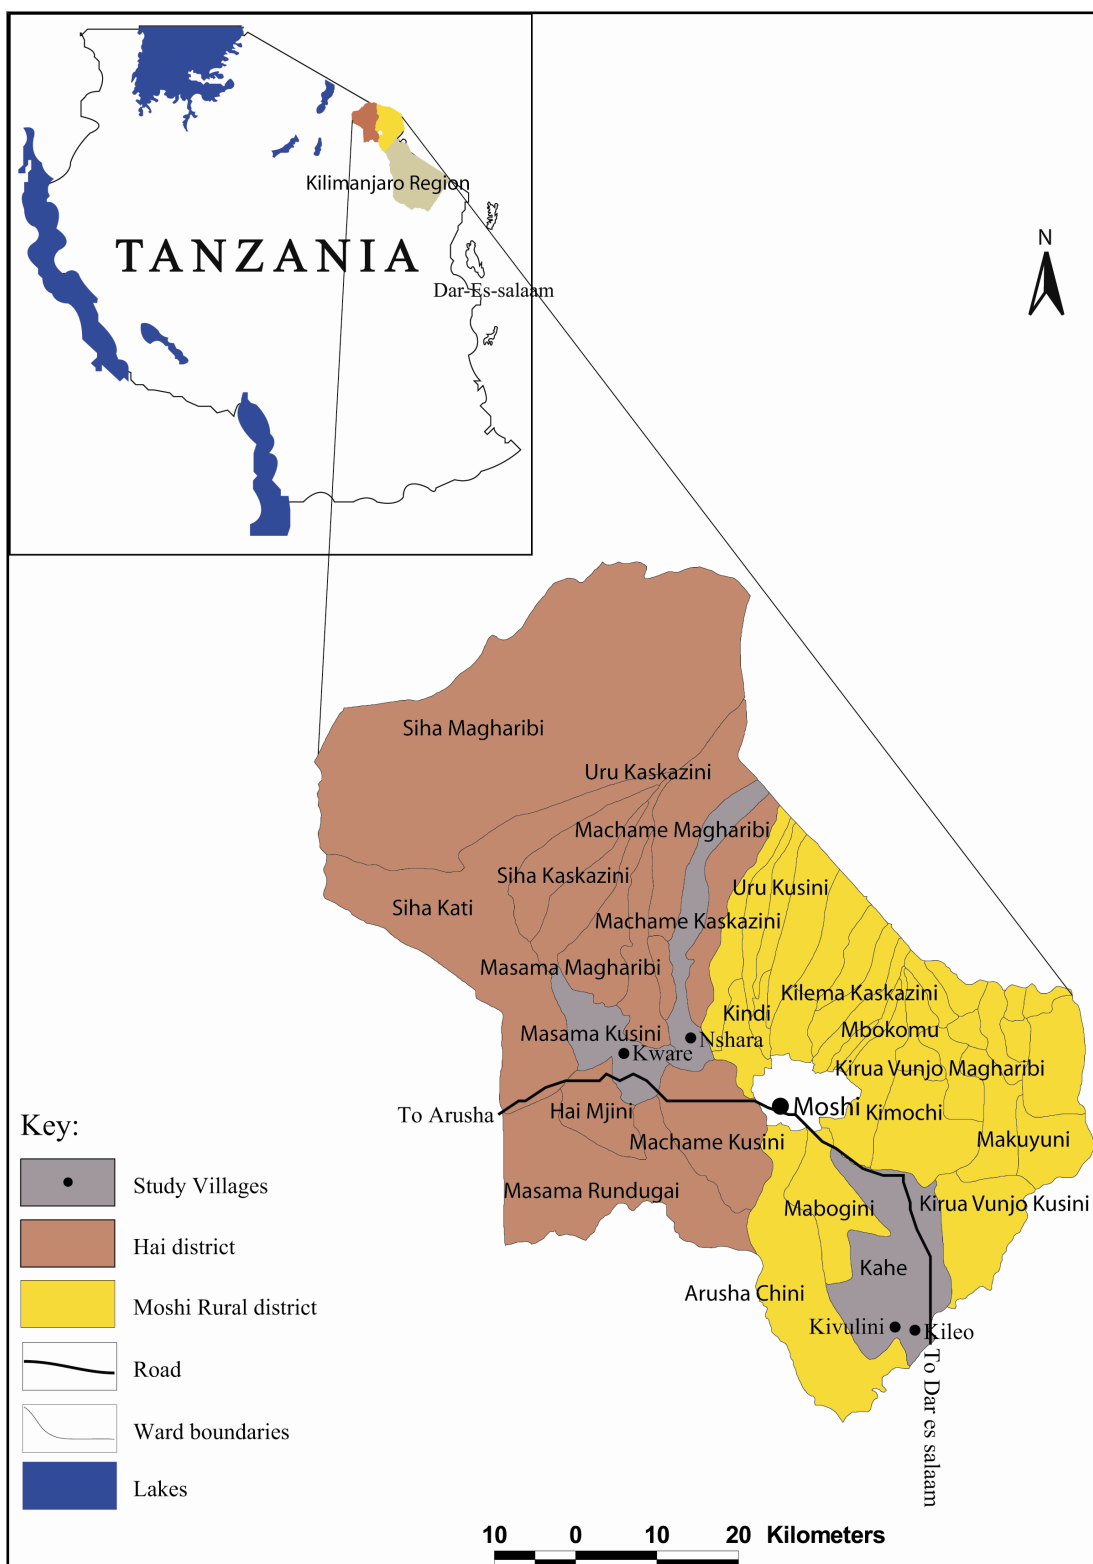 Kilimanjaro Region
TANZANIA
Dar-Es-salaam
N
Siha Magharibi
Uru Kaskazini
Machame Magharibi
Siha Kaskazini
Uru Kusini
Siha Kati
Machame Kaskazini
Masama Magharibi
Kilema Kaskazini
Kindi
Mbokomu
Masama Kusini
Nshara
Kware
Kirua Vunjo Magharibi
To Arusha
Hai Mjini
Moshi
Kimochi
Machame Kusini
Makuyuni
Masama Rundugai
Mabogini
Kirua Vunjo Kusini
Kahe
Arusha Chini
Kivulini
Kileo
To Dar es salaam
Key:
Study Villages
Hai district
Moshi Rural district
Road
Ward boundaries
Lakes
10 0 10 20 Kilometers